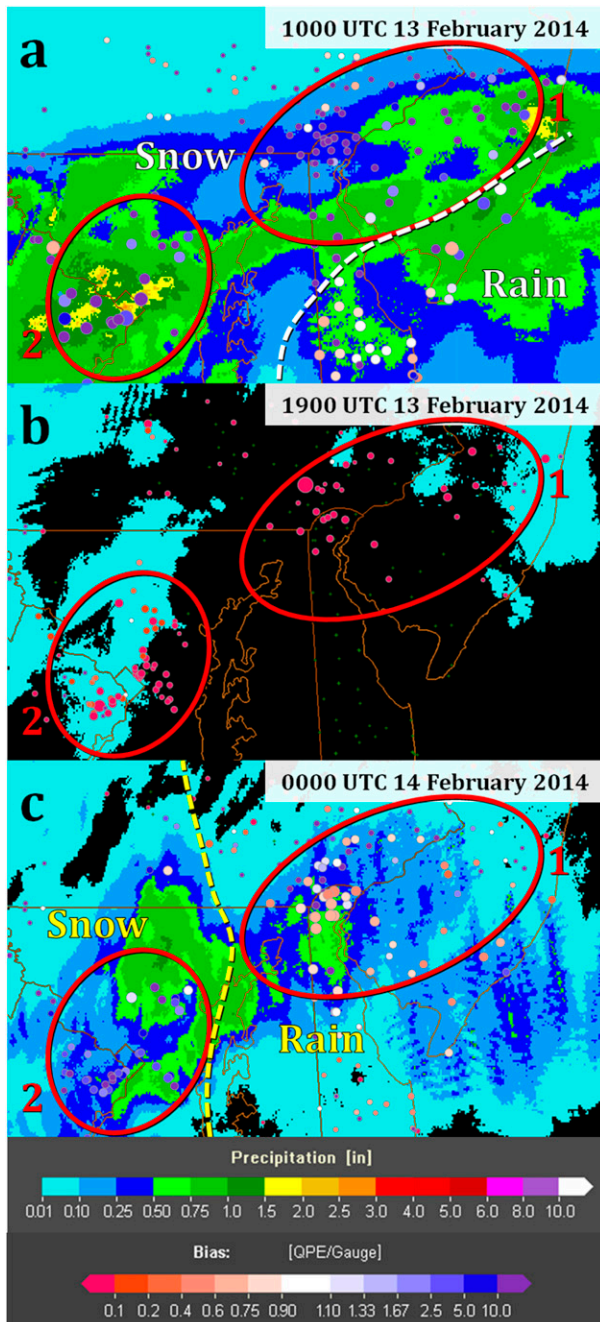 1000 UTC 13 February 2014
a
1
Snow
Rain
2
1900 UTC 13 February 2014
b
1
2
0000 UTC 14 February 2014
c
1
Snow
Rain
2
Precipitation [in]
0.01 0.10 0.25 0.50 0.75 1.0 1.5 2.0 2.5 3.0 4.0 5.0 6.0 8.0 10.0
Bias: [QPE/Gauge]
0.1 0.2 0.4 0.6 0.75 0.90 1.10 1.33 1.67 2.5 5.0 10.0